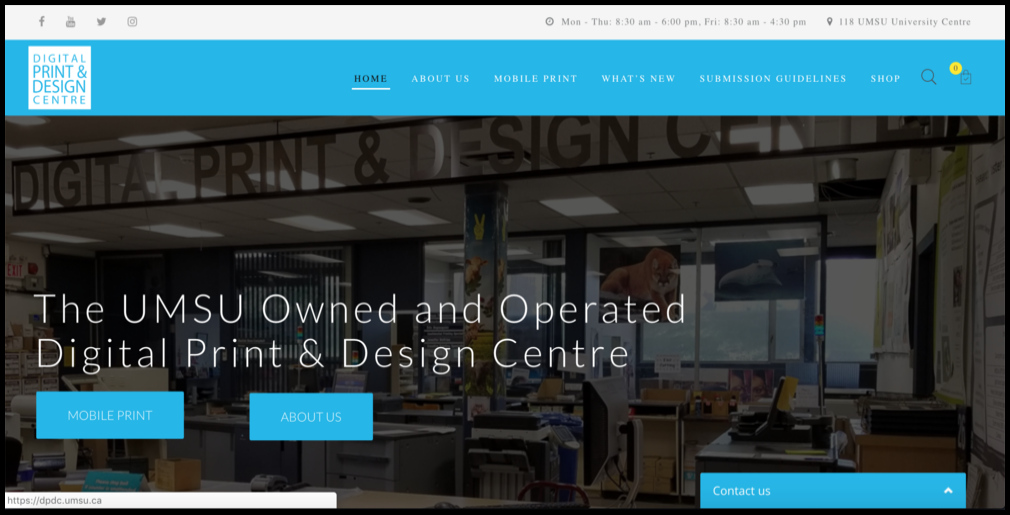 Mon - Thu: 8:30 am - 6:00 pm, Fri: 8:30 am - 4:30 pm
118 UMSU University Centre
DIGITAL
PRINT &
DESIGN
CENTRE
HOME
ABOUT US
MOBILE PRINT
WHAT'S NEW
SUBMISSION GUIDELINES
SHOP
0
DIGITAL PRINT & DESIGN CEN
Exit
The UMSU Owned and Operated
Digital Print & Design Centre
MOBILE PRINT
ABOUT US
Contact us
https://dpdc.umsu.ca